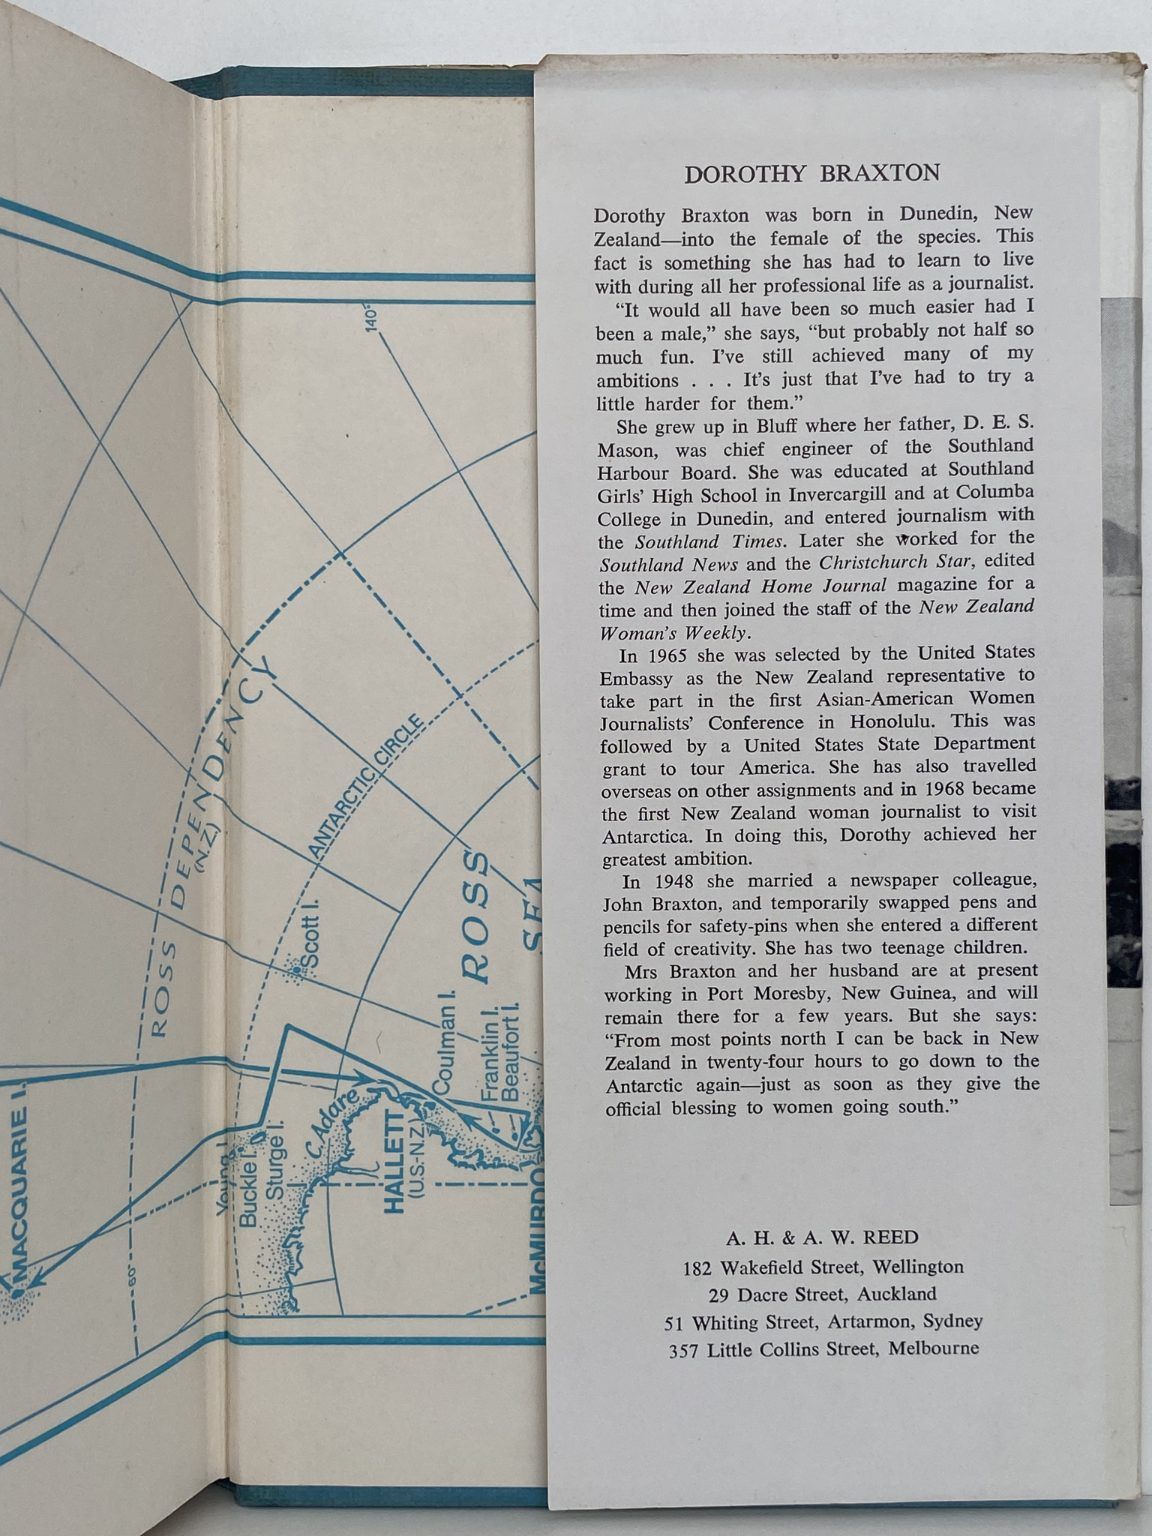 DOROTHY BRAXTON
Dorothy Braxton was born in Dunedin, New
Zealand—into the female of the species. This
fact is something she has had to learn to live
with during all her professional life as a journalist.
“It would all have been so much easier had I
been a male,” she says, “but probably not half so
much fun. I’ve still achieved many of my
ambitions . . . It’s just that I’ve had to try a
little harder for them.”
She grew up in Bluff where her father, D. E. S.
Mason, was chief engineer of the Southland
Harbour Board. She was educated at Southland
Girls’ High School in Invercargill and at Columba
College in Dunedin, and entered journalism with
the Southland Times. Later she worked for the
Southland News and the Christchurch Star, edited
the New Zealand Home Journal magazine for a
time and then joined the staff of the New Zealand
Woman’s Weekly.
In 1965 she was selected by the United States
Embassy as the New Zealand representative to
take part in the first Asian-American Women
Journalists’ Conference in Honolulu. This was
followed by a United States State Department
grant to tour America. She has also travelled
overseas on other assignments and in 1968 became
the first New Zealand woman journalist to visit
Antarctica. In doing this, Dorothy achieved her
greatest ambition.
In 1948 she married a newspaper colleague,
John Braxton, and temporarily swapped pens and
pencils for safety-pins when she entered a different
field of creativity. She has two teenage children.
Mrs Braxton and her husband are at present
working in Port Moresby, New Guinea, and will
remain there for a few years. But she says:
“From most points north I can be back in New
Zealand in twenty-four hours to go down to the
Antarctic again—just as soon as they give the
official blessing to women going south.”
A. H. & A. W. REED
182 Wakefield Street, Wellington
29 Dacre Street, Auckland
51 Whiting Street, Artarmon, Sydney
357 Little Collins Street, Melbourne
140°
ROSS DEPENDENCY
(N.Z.)
ANTARCTIC CIRCLE
ROSS
SEA
Scott I.
Coulman I.
Franklin I.
Beaufort I.
C. Adare
HALLETT
(U.S.-N.Z.)
Young I.
Buckle I.
Sturge I.
MACQUARIE I.
60°
McMURDO